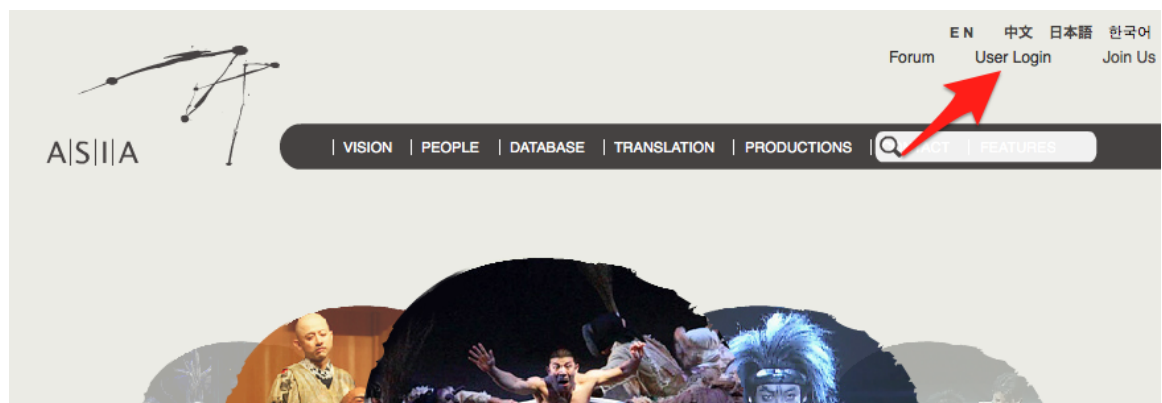 EN 中文 日本語 한국어
Forum User Login Join Us
A|S|I|A
| VISION | PEOPLE | DATABASE | TRANSLATION | PRODUCTIONS | | FEATURES